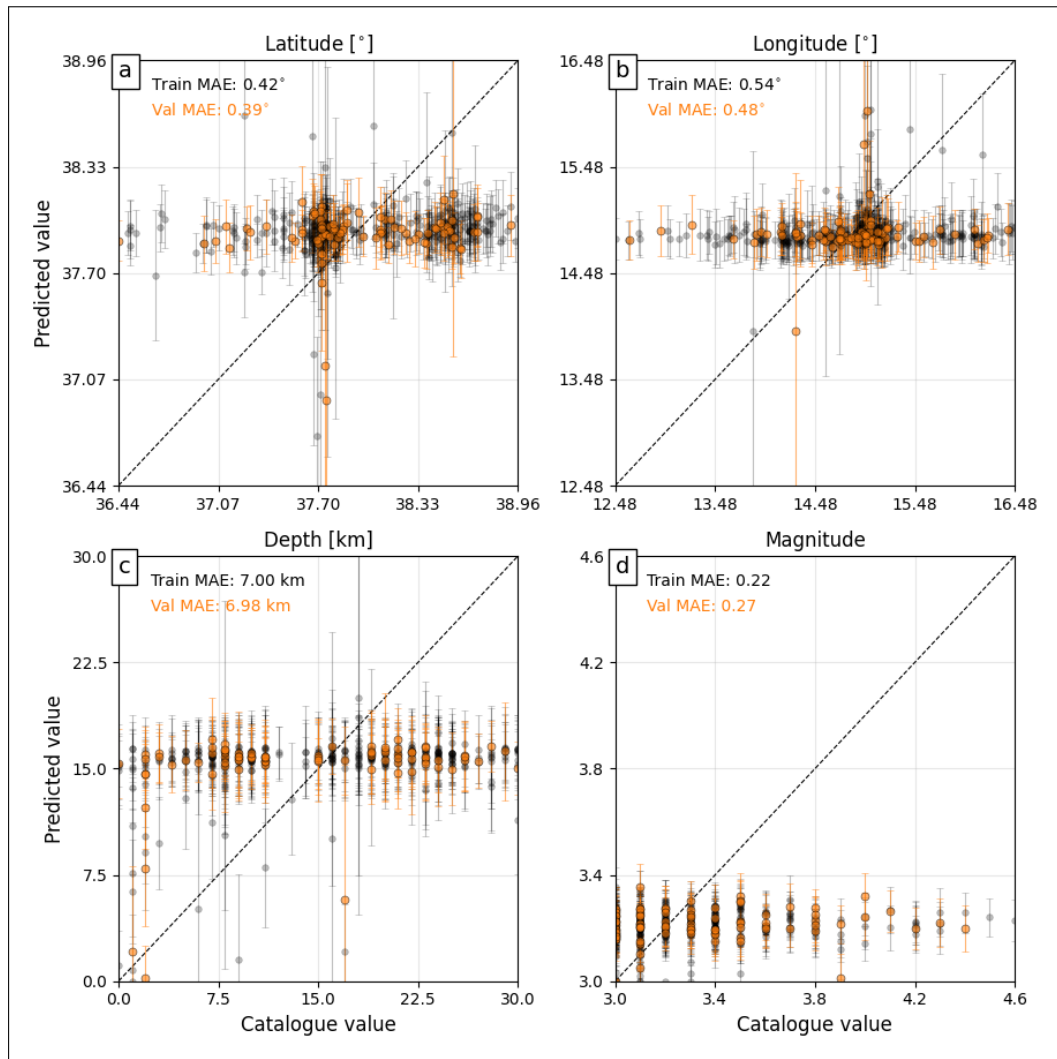 Latitude [°]
a
Train MAE: 0.42°
Val MAE: 0.39°
38.96
38.33
37.70
37.07
36.44
36.44 37.07 37.70 38.33 38.96
Predicted value
Longitude [°]
b
Train MAE: 0.54°
Val MAE: 0.48°
16.48
15.48
14.48
13.48
12.48
12.48 13.48 14.48 15.48 16.48
Depth [km]
c
Train MAE: 7.00 km
Val MAE: 6.98 km
30.0
22.5
15.0
7.5
0.0
0.0 7.5 15.0 22.5 30.0
Predicted value
Catalogue value
Magnitude
d
Train MAE: 0.22
Val MAE: 0.27
4.6
4.2
3.8
3.4
3.0
3.0 3.4 3.8 4.2 4.6
Catalogue value